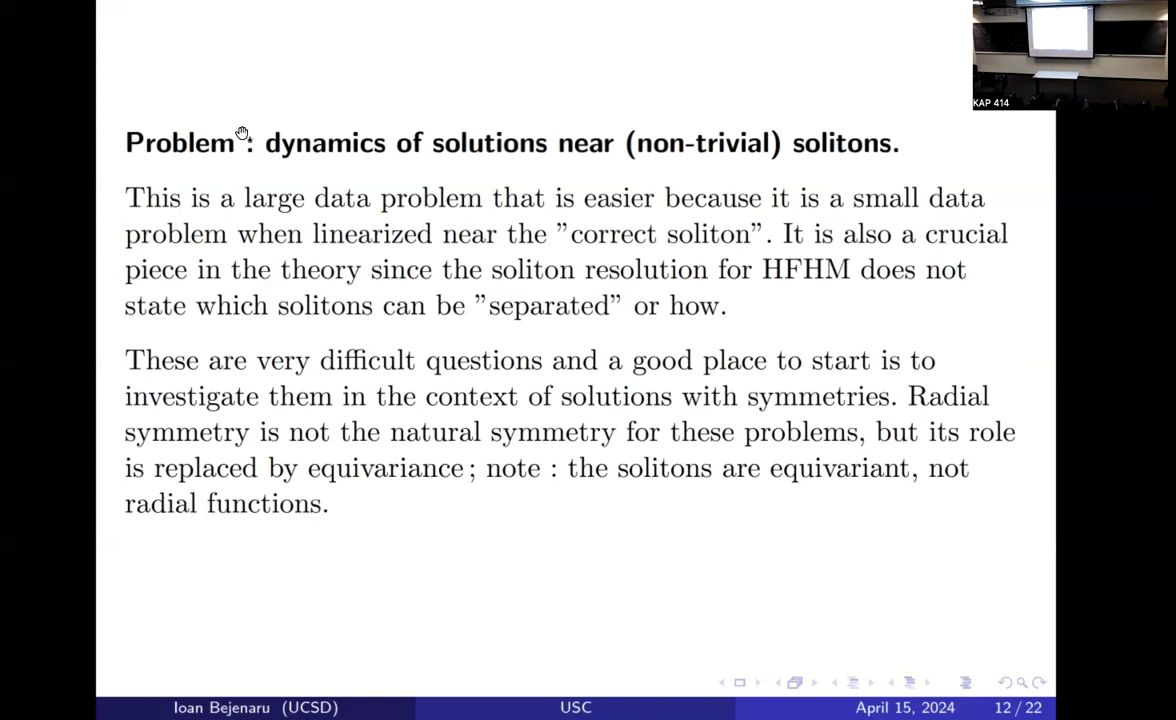 KAP 414
Problem : dynamics of solutions near (non-trivial) solitons.
This is a large data problem that is easier because it is a small data
problem when linearized near the ”correct soliton”. It is also a crucial
piece in the theory since the soliton resolution for HFHM does not
state which solitons can be ”separated” or how.
These are very difficult questions and a good place to start is to
investigate them in the context of solutions with symmetries. Radial
symmetry is not the natural symmetry for these problems, but its role
is replaced by equivariance ; note : the solitons are equivariant, not
radial functions.
Ioan Bejenaru (UCSD) USC April 15, 2024 12 / 22